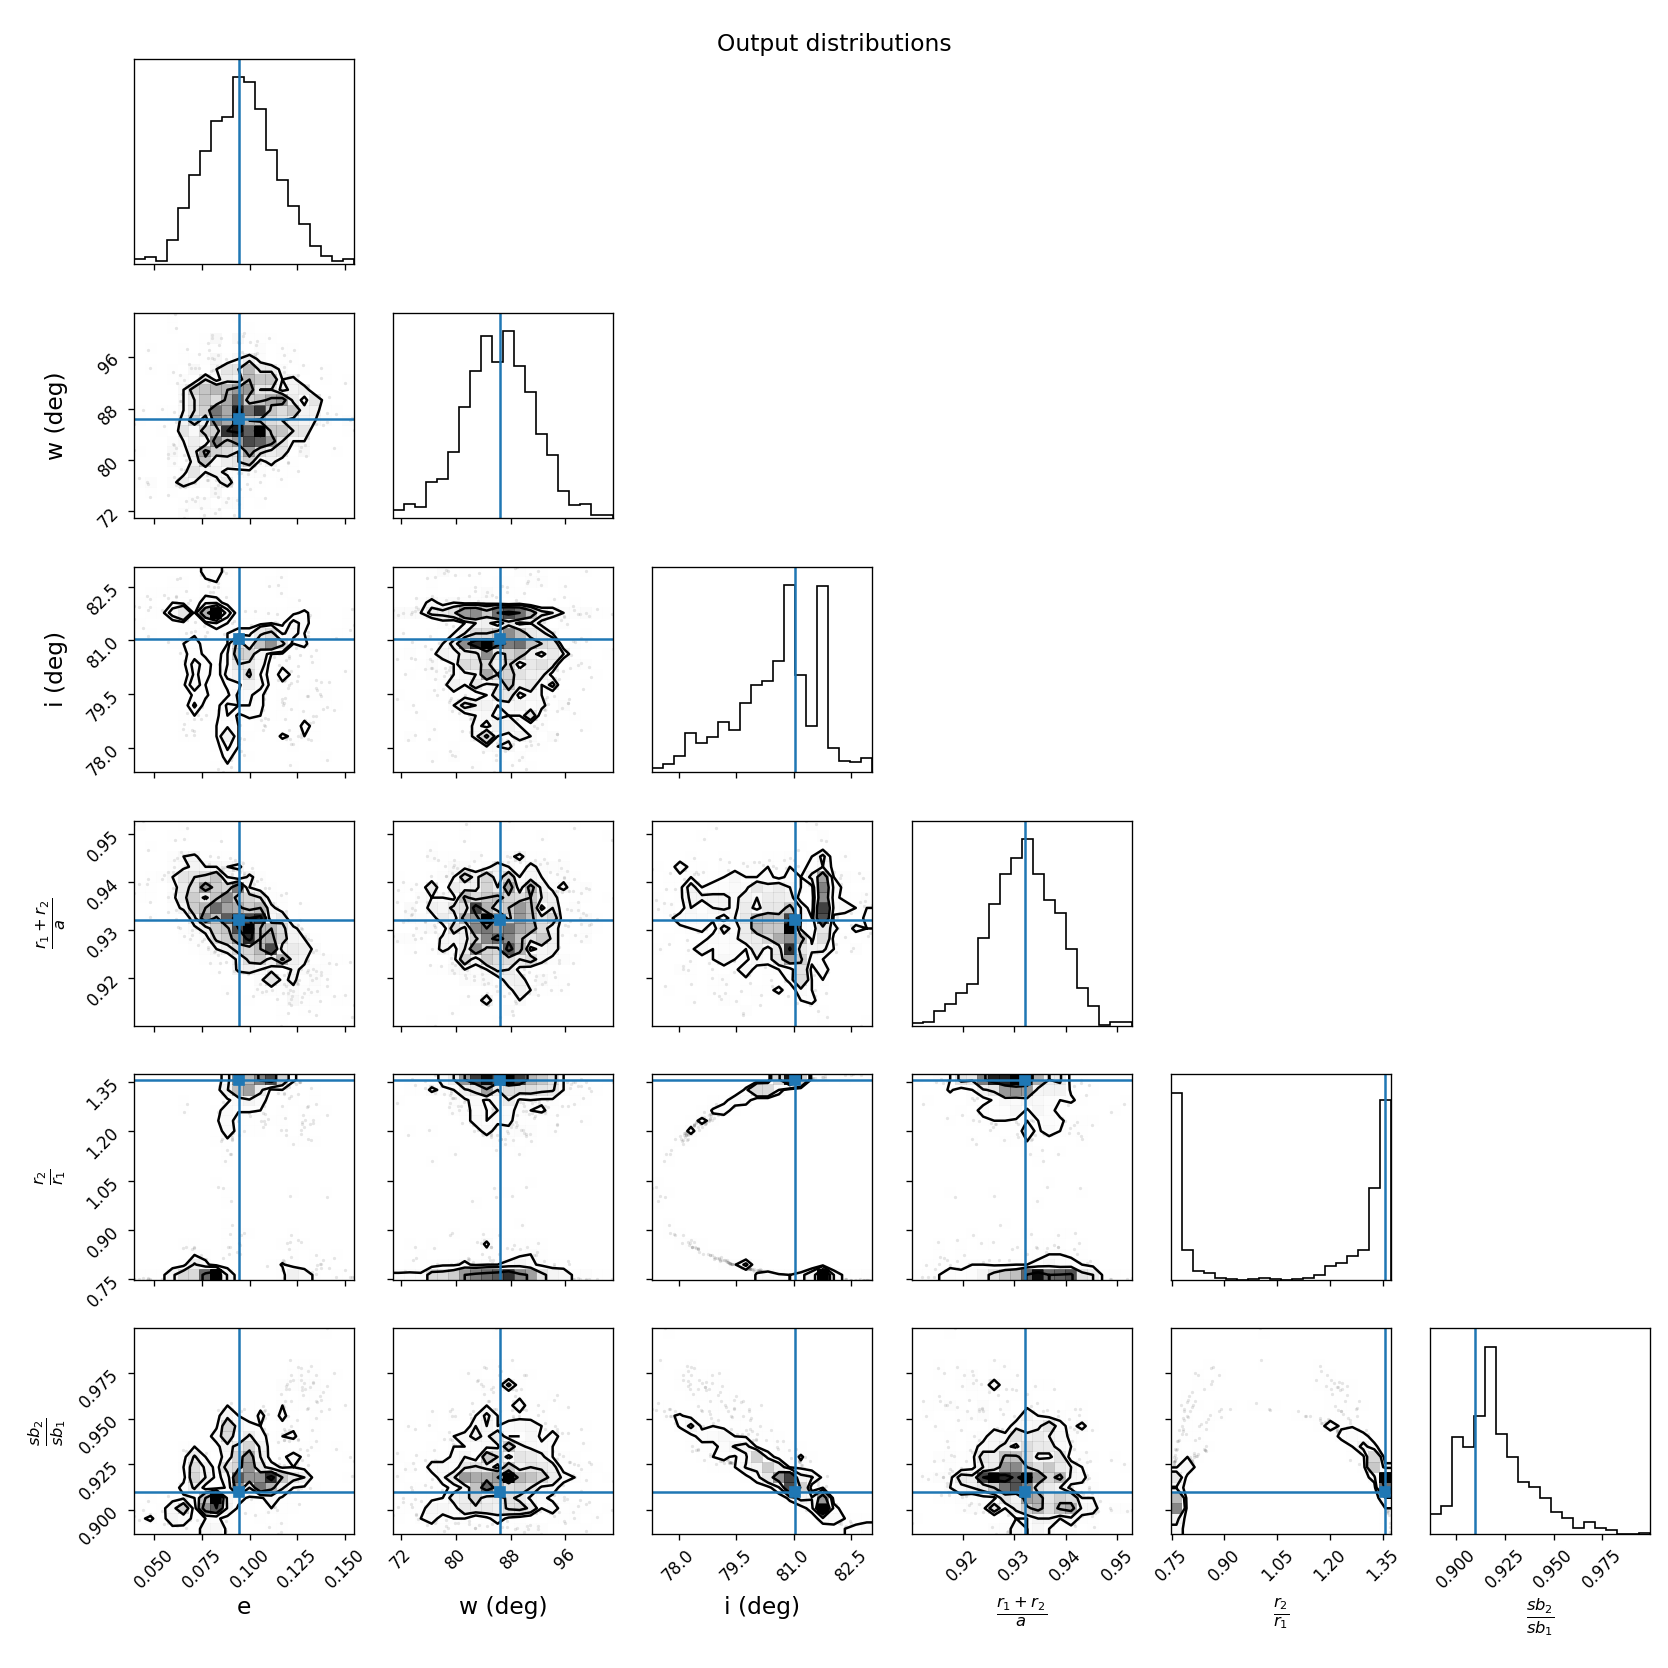 Output distributions
w (deg)
96
88
80
72
i (deg)
82.5
81.0
79.5
78.0
r₁ + r₂
a
0.95
0.94
0.93
0.92
r₂
r₁
1.35
1.20
1.05
0.90
0.75
sb₂
sb₁
0.975
0.950
0.925
0.900
0.050 0.075 0.100 0.125 0.150 72 80 88 96 78.0 79.5 81.0 82.5 0.92 0.93 0.94 0.95 0.75 0.90 1.05 1.20 1.35 0.900 0.925 0.950 0.975
e w (deg) i (deg) r₁ + r₂ r₂ sb₂
a r₁ sb₁